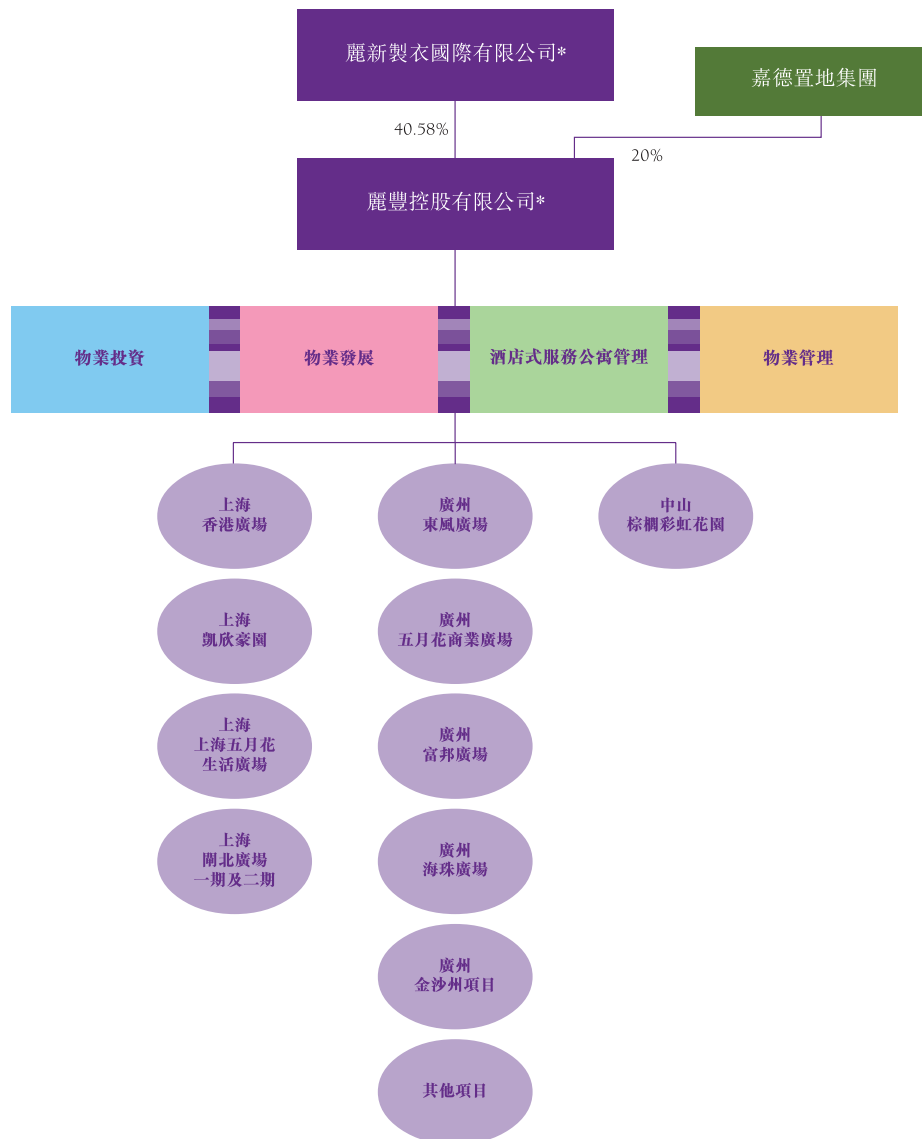 麗新製衣國際有限公司*
嘉德置地集團
40.58%
20%
麗豐控股有限公司*
物業投資
物業發展
酒店式服務公寓管理
物業管理
上海
香港廣場
上海
凱欣豪園
上海
上海五月花
生活廣場
上海
閘北廣場
一期及二期
廣州
東風廣場
廣州
五月花商業廣場
廣州
富邦廣場
廣州
海珠廣場
廣州
金沙州項目
其他項目
中山
棕櫚彩虹花園